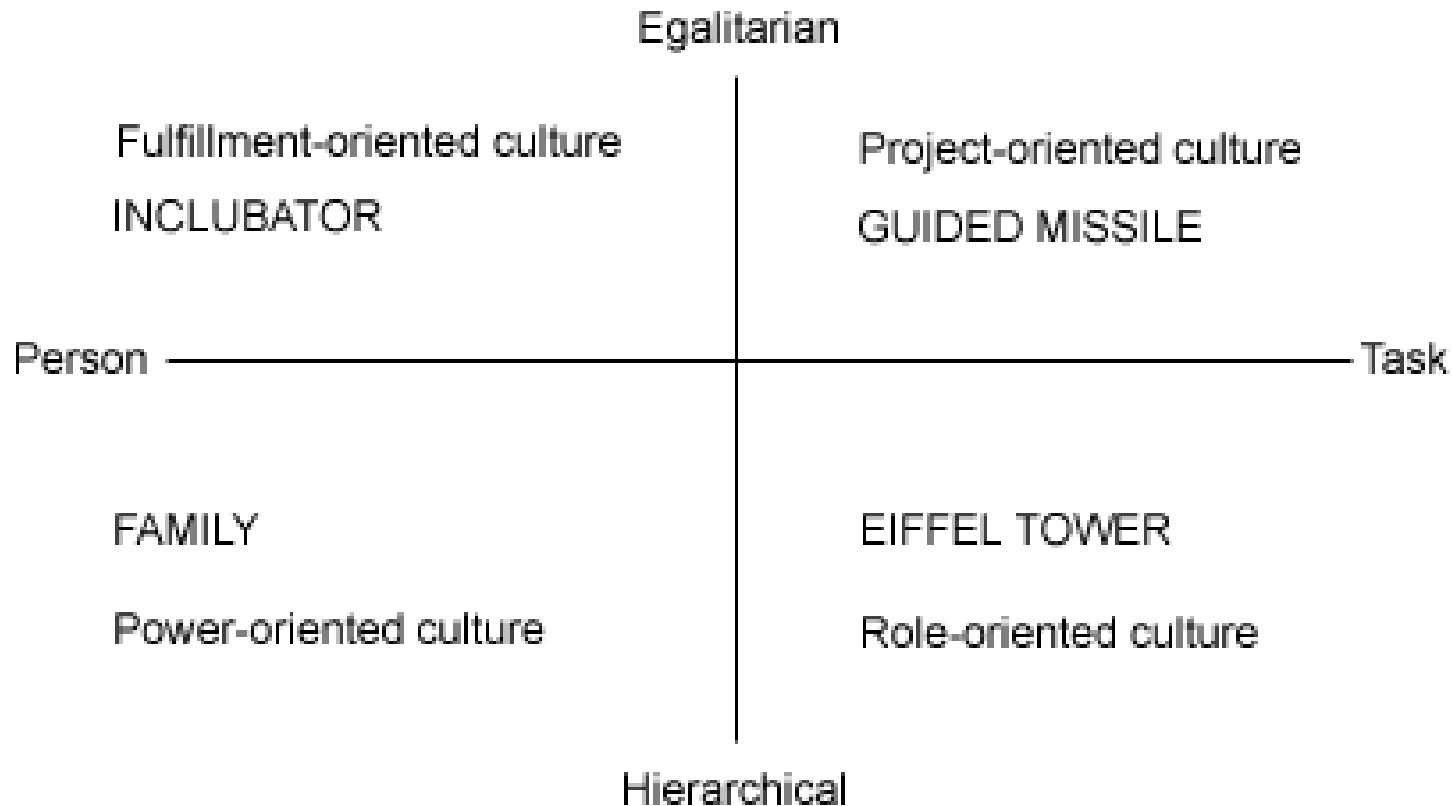 Egalitarian
Fulfillment-oriented culture
INCLUBATOR
Project-oriented culture
GUIDED MISSILE
Person
Task
FAMILY
Power-oriented culture
EIFFEL TOWER
Role-oriented culture
Hierarchical